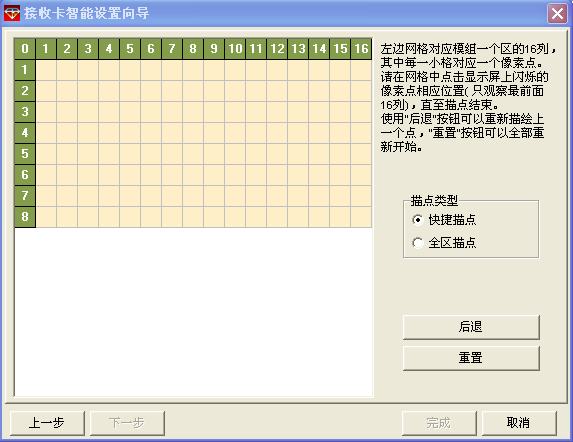 接收卡智能设置向导
0 1 2 3 4 5 6 7 8 9 10 11 12 13 14 15 16
1
2
3
4
5
6
7
8
左边网格对应模组一个区的16列，
其中每一小格对应一个像素点。
请在网格中点击显示屏上闪烁的
像素点相应位置( 只观察最前面
16列)，直至描点结束。
使用"后退"按钮可以重新描绘上
一个点，"重置"按钮可以全部重
新开始。
描点类型
快捷描点
全区描点
后退
重置
上一步
下一步
完成
取消